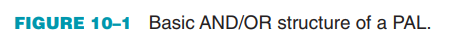 FIGURE 10–1 Basic AND/OR structure of a PAL.